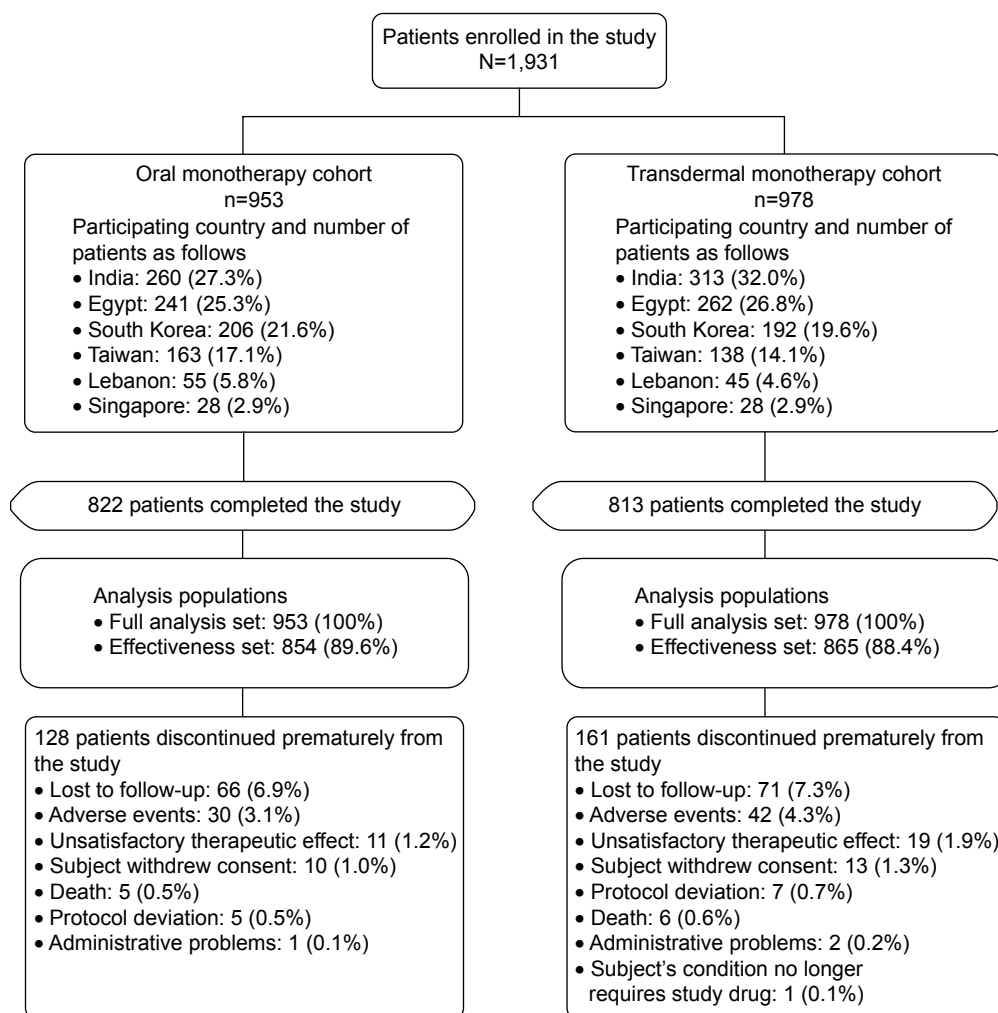 Patients enrolled in the study
N=1,931
Oral monotherapy cohort
n=953
Participating country and number of
patients as follows
• India: 260 (27.3%)
• Egypt: 241 (25.3%)
• South Korea: 206 (21.6%)
• Taiwan: 163 (17.1%)
• Lebanon: 55 (5.8%)
• Singapore: 28 (2.9%)
Transdermal monotherapy cohort
n=978
Participating country and number of
patients as follows
• India: 313 (32.0%)
• Egypt: 262 (26.8%)
• South Korea: 192 (19.6%)
• Taiwan: 138 (14.1%)
• Lebanon: 45 (4.6%)
• Singapore: 28 (2.9%)
822 patients completed the study
813 patients completed the study
Analysis populations
• Full analysis set: 953 (100%)
• Effectiveness set: 854 (89.6%)
Analysis populations
• Full analysis set: 978 (100%)
• Effectiveness set: 865 (88.4%)
128 patients discontinued prematurely from
the study
• Lost to follow-up: 66 (6.9%)
• Adverse events: 30 (3.1%)
• Unsatisfactory therapeutic effect: 11 (1.2%)
• Subject withdrew consent: 10 (1.0%)
• Death: 5 (0.5%)
• Protocol deviation: 5 (0.5%)
• Administrative problems: 1 (0.1%)
161 patients discontinued prematurely from
the study
• Lost to follow-up: 71 (7.3%)
• Adverse events: 42 (4.3%)
• Unsatisfactory therapeutic effect: 19 (1.9%)
• Subject withdrew consent: 13 (1.3%)
• Protocol deviation: 7 (0.7%)
• Death: 6 (0.6%)
• Administrative problems: 2 (0.2%)
• Subject's condition no longer
requires study drug: 1 (0.1%)